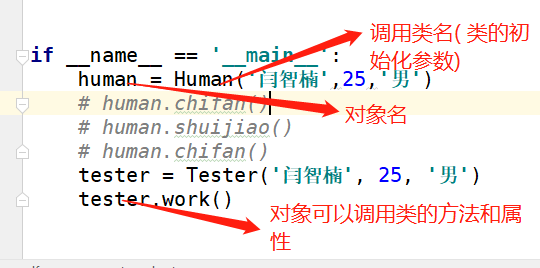 调用类名( 类的初
始化参数)
if __name__ == '__main__':
human = Human('闫智楠',25,'男')
# human.chifan()
对象名
# human.shuijiao()
# human.chifan()
tester = Tester('闫智楠', 25, '男')
tester.work()
对象可以调用类的方法和属
性